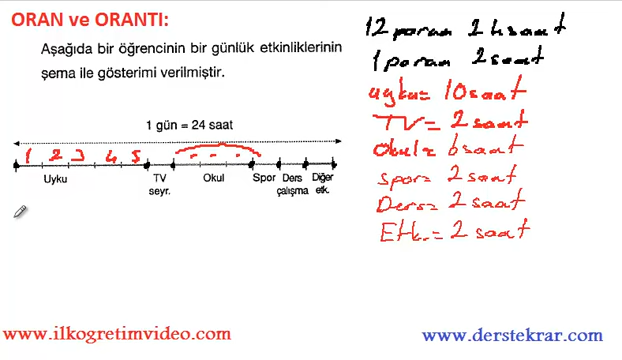 ORAN ve ORANTI:
Aşağıda bir öğrencinin bir günlük etkinliklerinin
şema ile gösterimi verilmiştir.
1 gün = 24 saat
1 2 3 4 5
Uyku TV seyr. Okul Spor Ders çalışma Diğer etk.
12 parça 24 saat
1 parça 2 saat
uyku= 10 saat
TV= 2 saat
Okul= 6 saat
Spor= 2 saat
Ders= 2 saat
Etk.= 2 saat
www.ilkogretimvideo.com
www.derstekrar.com